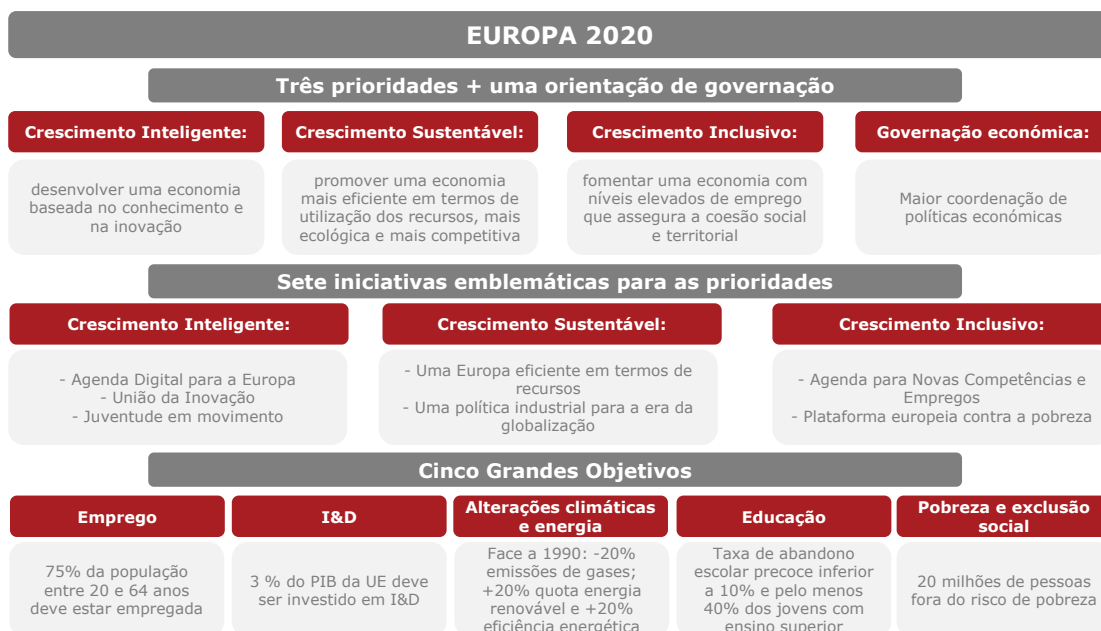 EUROPA 2020
Três prioridades + uma orientação de governação
Crescimento Inteligente:
desenvolver uma economia
baseada no conhecimento e
na inovação
Crescimento Sustentável:
promover uma economia
mais eficiente em termos de
utilização dos recursos, mais
ecológica e mais competitiva
Crescimento Inclusivo:
fomentar uma economia com
níveis elevados de emprego
que assegura a coesão social
e territorial
Governação económica:
Maior coordenação de
políticas económicas
Sete iniciativas emblemáticas para as prioridades
Crescimento Inteligente:
- Agenda Digital para a Europa
- União da Inovação
- Juventude em movimento
Crescimento Sustentável:
- Uma Europa eficiente em termos de
recursos
- Uma política industrial para a era da
globalização
Crescimento Inclusivo:
- Agenda para Novas Competências e
Empregos
- Plataforma europeia contra a pobreza
Cinco Grandes Objetivos
Emprego
75% da população
entre 20 e 64 anos
deve estar empregada
I&D
3 % do PIB da UE deve
ser investido em I&D
Alterações climáticas
e energia
Face a 1990: -20%
emissões de gases;
+20% quota energia
renovável e +20%
eficiência energética
Educação
Taxa de abandono
escolar precoce inferior
a 10% e pelo menos
40% dos jovens com
ensino superior
Pobreza e exclusão
social
20 milhões de pessoas
fora do risco de pobreza